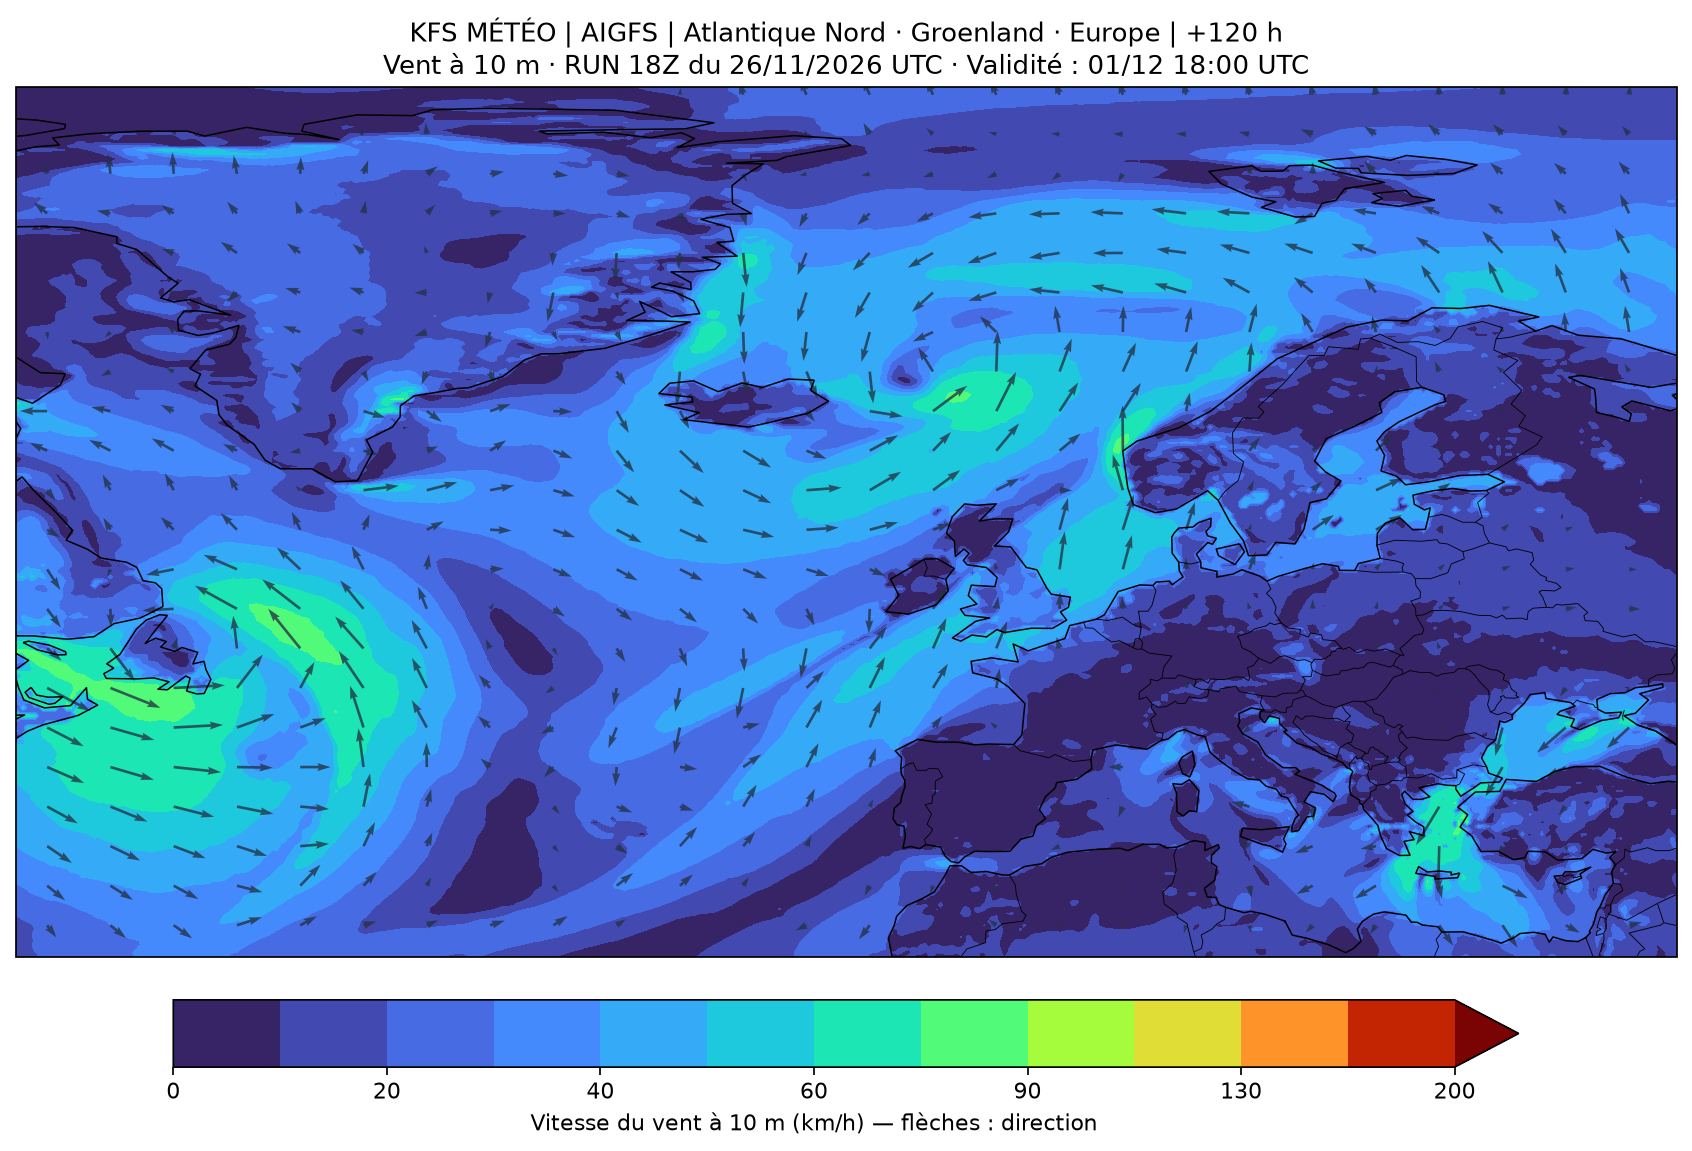 KFS MÉTÉO | AIGFS | Atlantique Nord · Groenland · Europe | +120 h
Vent à 10 m · RUN 18Z du 26/11/2026 UTC · Validité : 01/12 18:00 UTC
0 20 40 60 90 130 200
Vitesse du vent à 10 m (km/h) — flèches : direction